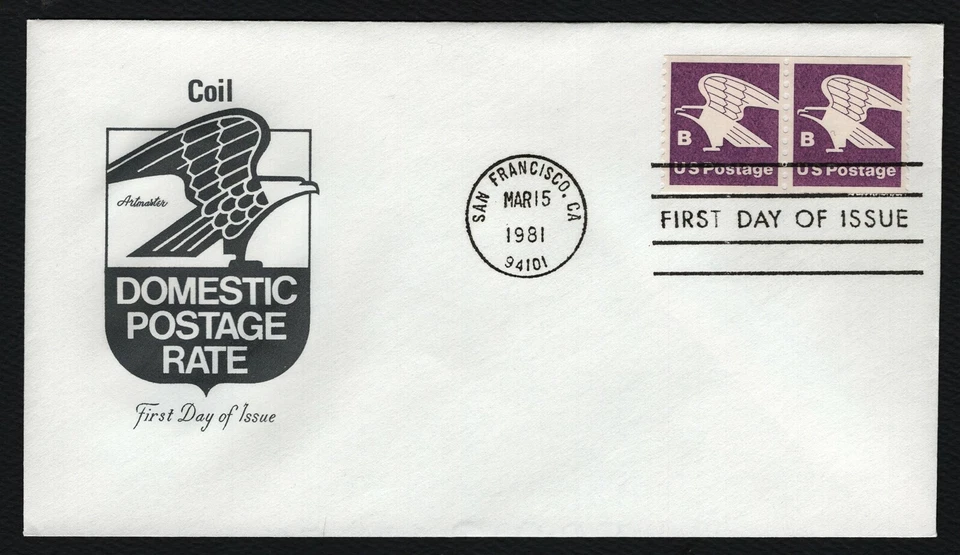 Coil
Artmaster
DOMESTIC
POSTAGE
RATE
First Day of Issue
SAN FRANCISCO, CA
MAR 15
1981
94101
B
US Postage
B
US Postage
FIRST DAY OF ISSUE